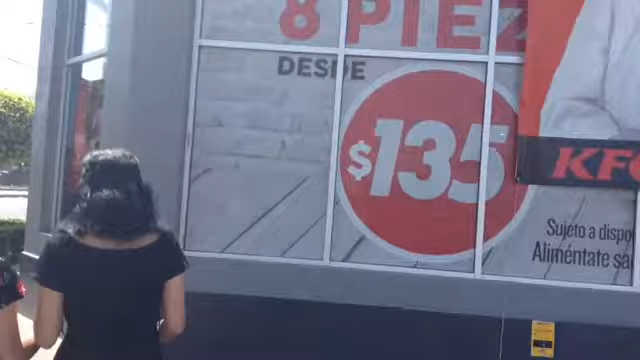 8 PIEZ
DESDE
$135
KFC
Sujeto a dispo
Aliméntate sa